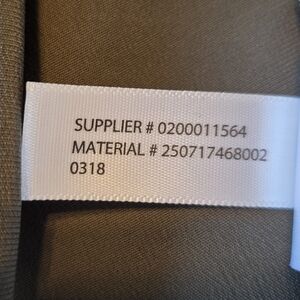 SUPPLIER # 0200011564
MATERIAL # 250717468002
0318